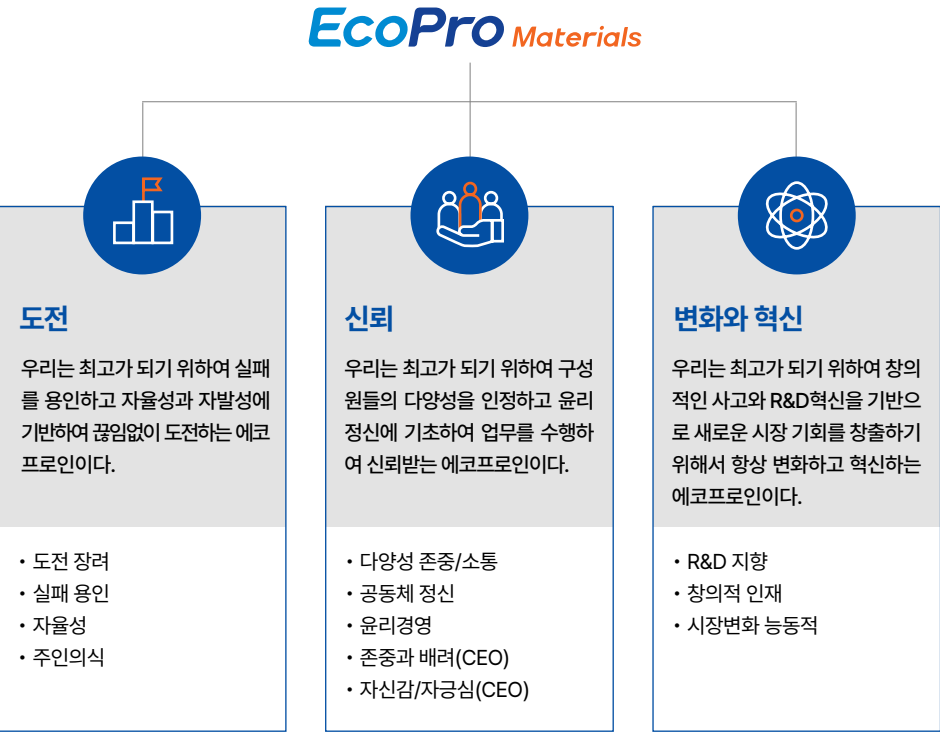 EcoPro Materials
도전
우리는 최고가 되기 위하여 실패
를 용인하고 자율성과 자발성에
기반하여 끊임없이 도전하는 에코
프로인이다.
• 도전 장려
• 실패 용인
• 자율성
• 주인의식
신뢰
우리는 최고가 되기 위하여 구성
원들의 다양성을 인정하고 윤리
정신에 기초하여 업무를 수행하
여 신뢰받는 에코프로인이다.
• 다양성 존중/소통
• 공동체 정신
• 윤리경영
• 존중과 배려(CEO)
• 자신감/자긍심(CEO)
변화와 혁신
우리는 최고가 되기 위하여 창의
적인 사고와 R&D혁신을 기반으
로 새로운 시장 기회를 창출하기
위해서 항상 변화하고 혁신하는
에코프로인이다.
• R&D 지향
• 창의적 인재
• 시장변화 능동적